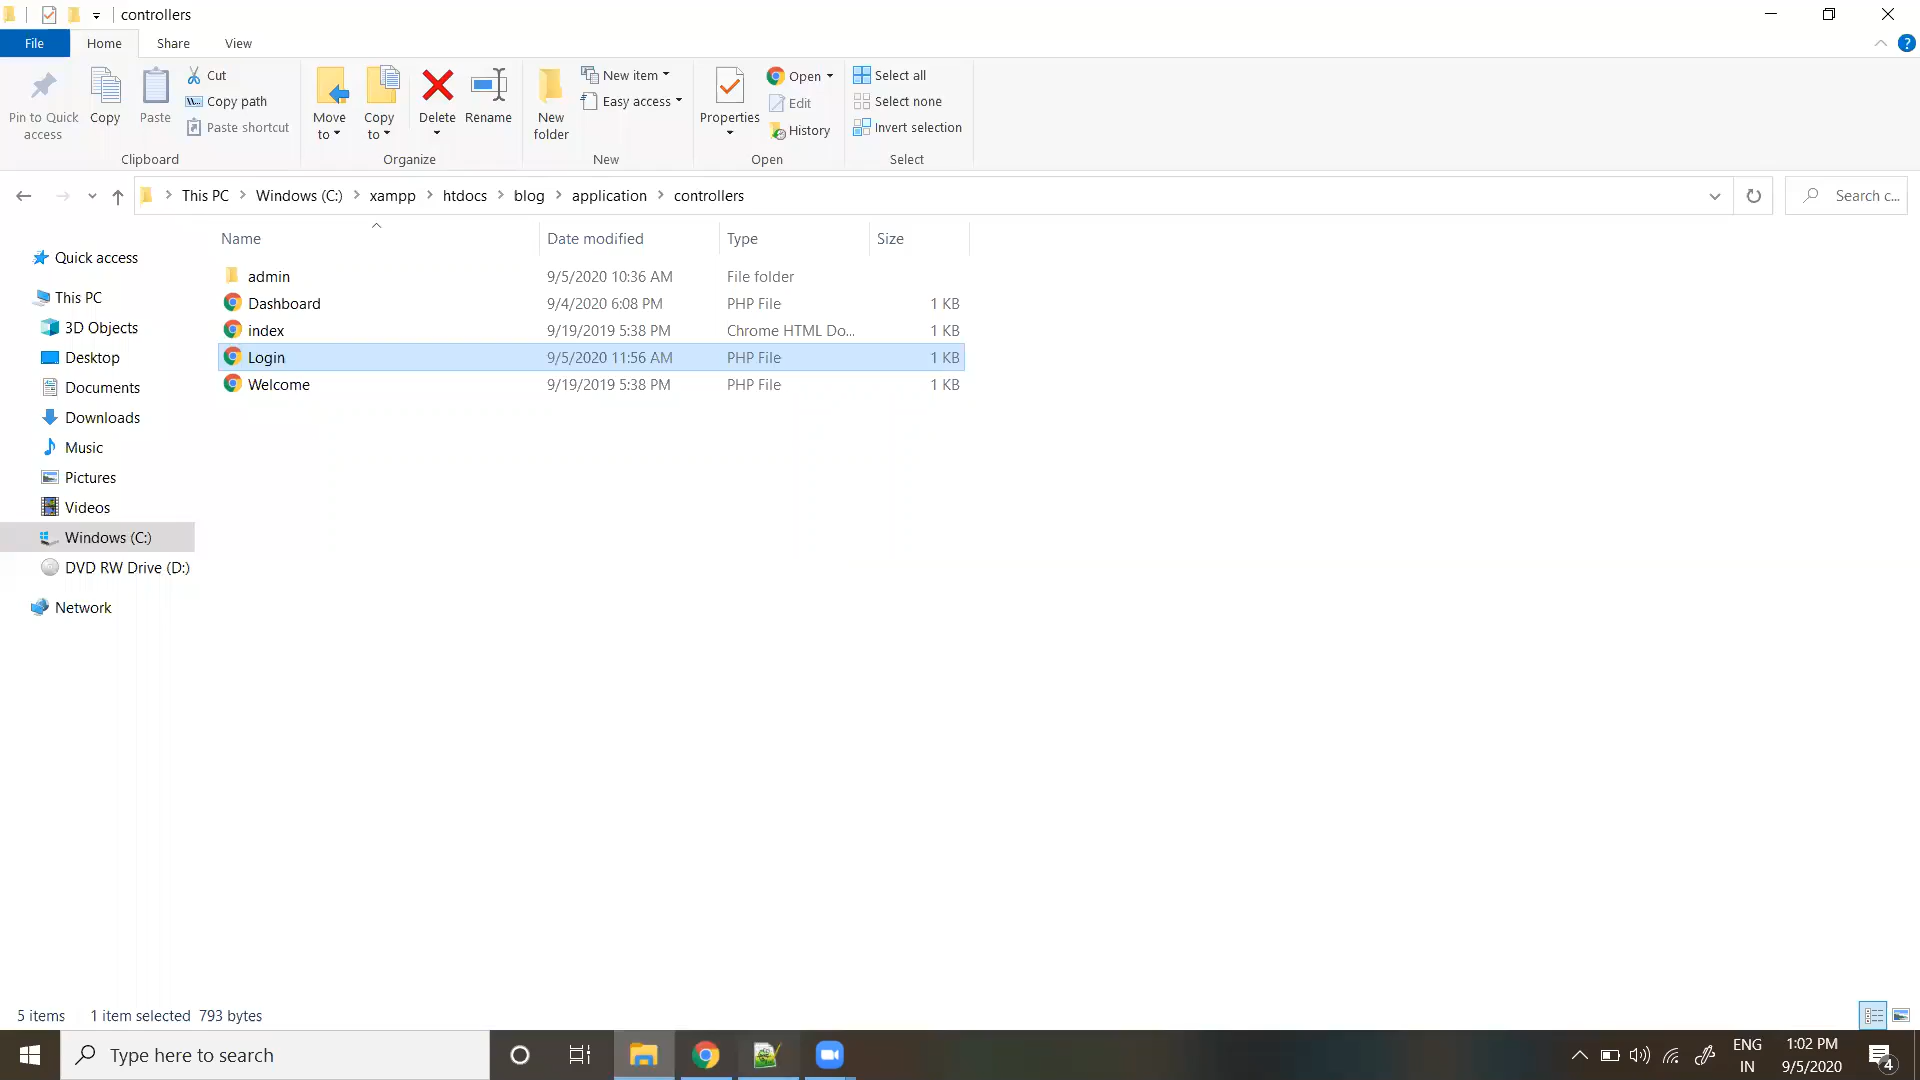 controllers
File Home Share View
Pin to Quick access
Copy
Paste
Cut
Copy path
Paste shortcut
Clipboard
Move to
Copy to
Delete
Rename
Organize
New folder
New item
Easy access
New
Properties
Open
Edit
History
Open
Select all
Select none
Invert selection
Select
This PC > Windows (C:) > xampp > htdocs > blog > application > controllers
Search c...
Quick access
This PC
3D Objects
Desktop
Documents
Downloads
Music
Pictures
Videos
Windows (C:)
DVD RW Drive (D:)
Network
Name Date modified Type Size
admin 9/5/2020 10:36 AM File folder
Dashboard 9/4/2020 6:08 PM PHP File 1 KB
index 9/19/2019 5:38 PM Chrome HTML Do... 1 KB
Login 9/5/2020 11:56 AM PHP File 1 KB
Welcome 9/19/2019 5:38 PM PHP File 1 KB
5 items 1 item selected 793 bytes
Type here to search
ENG
IN
1:02 PM
9/5/2020
4